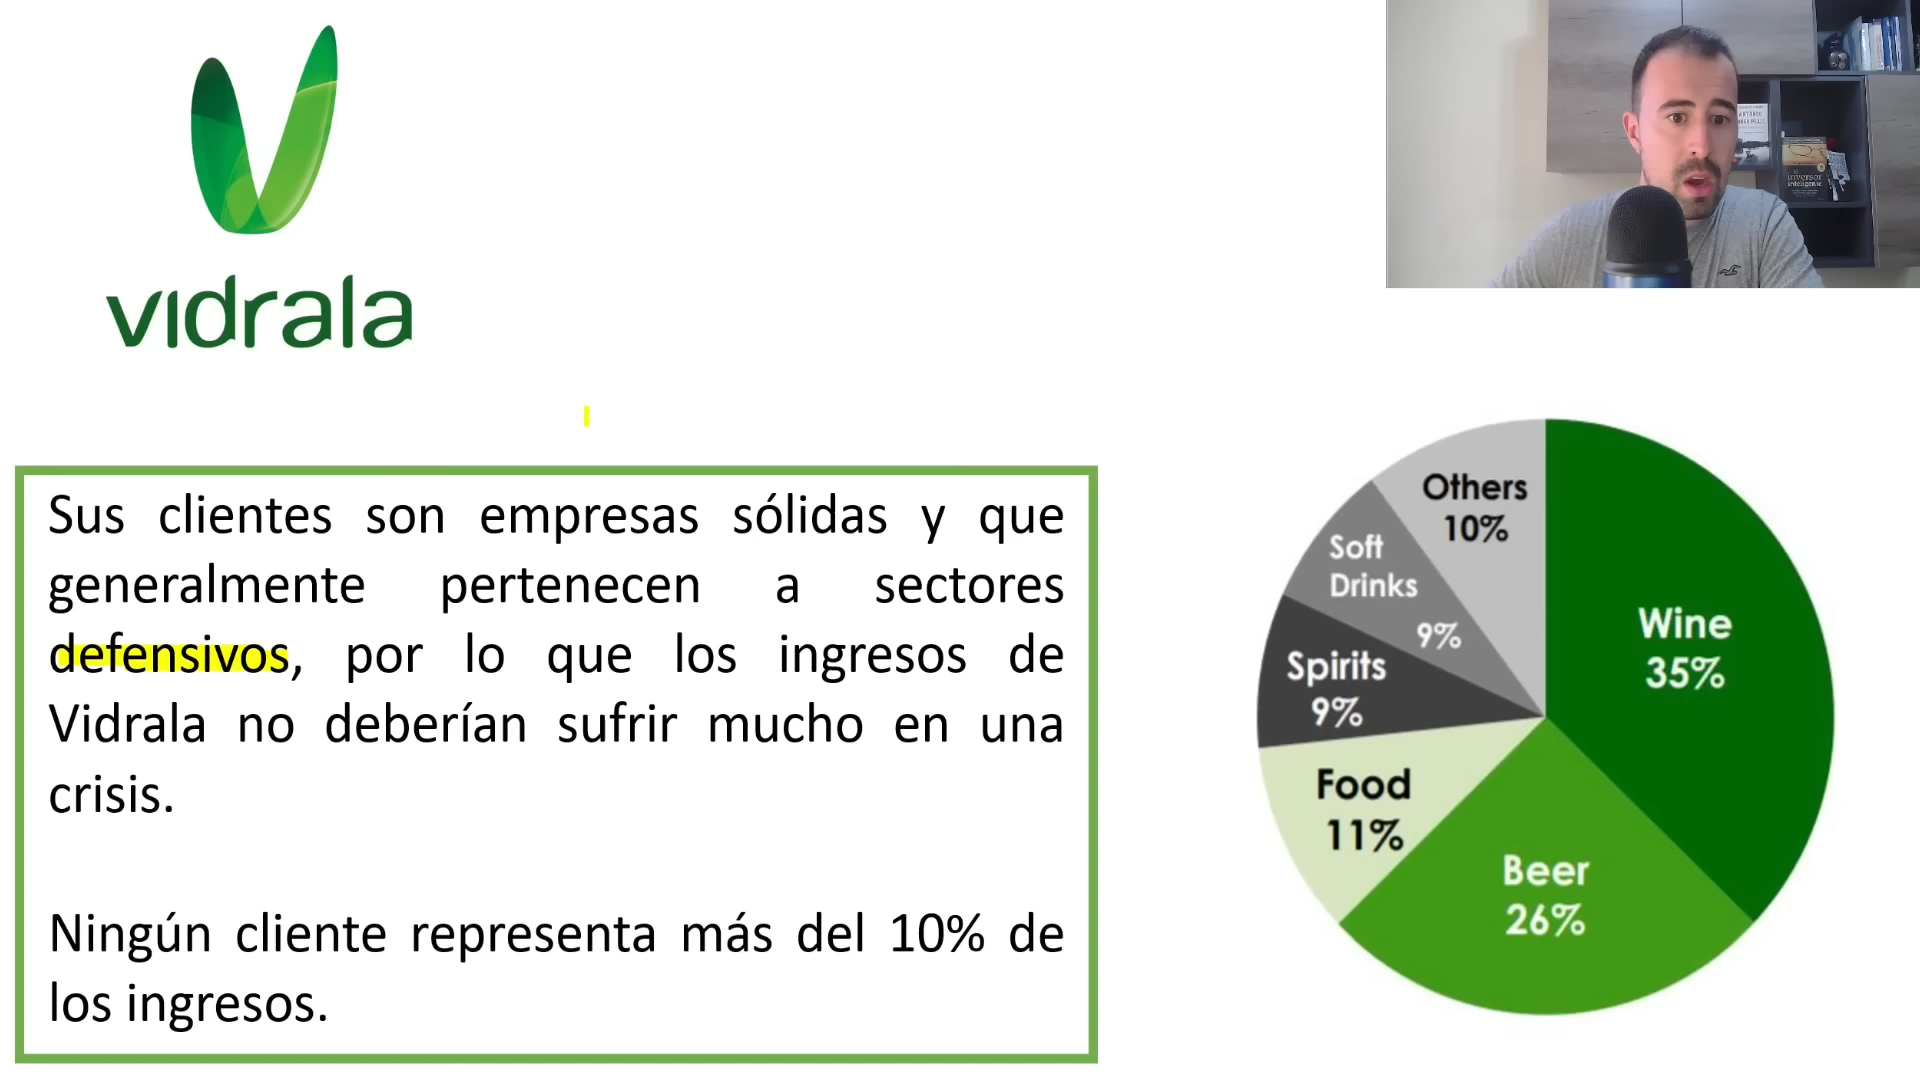 vidrala
Sus clientes son empresas sólidas y que
generalmente pertenecen a sectores
defensivos, por lo que los ingresos de
Vidrala no deberían sufrir mucho en una
crisis.
Ningún cliente representa más del 10% de
los ingresos.
Others
10%
Soft
Drinks
9%
Wine
35%
Spirits
9%
Food
11%
Beer
26%
inversor
inteligente